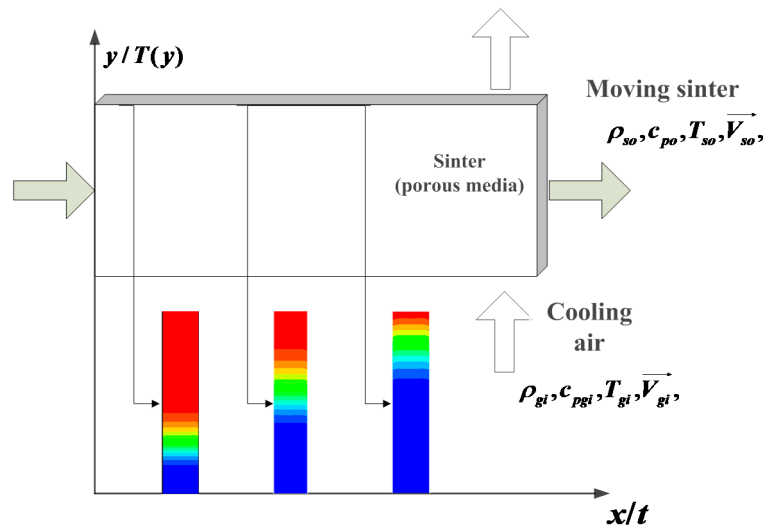 y/T(y)
Moving sinter
ρso,cpo,Tso,Vso,
Sinter
(porous media)
Cooling
air
ρgi,cpgi,Tgi,Vgi,
x/t